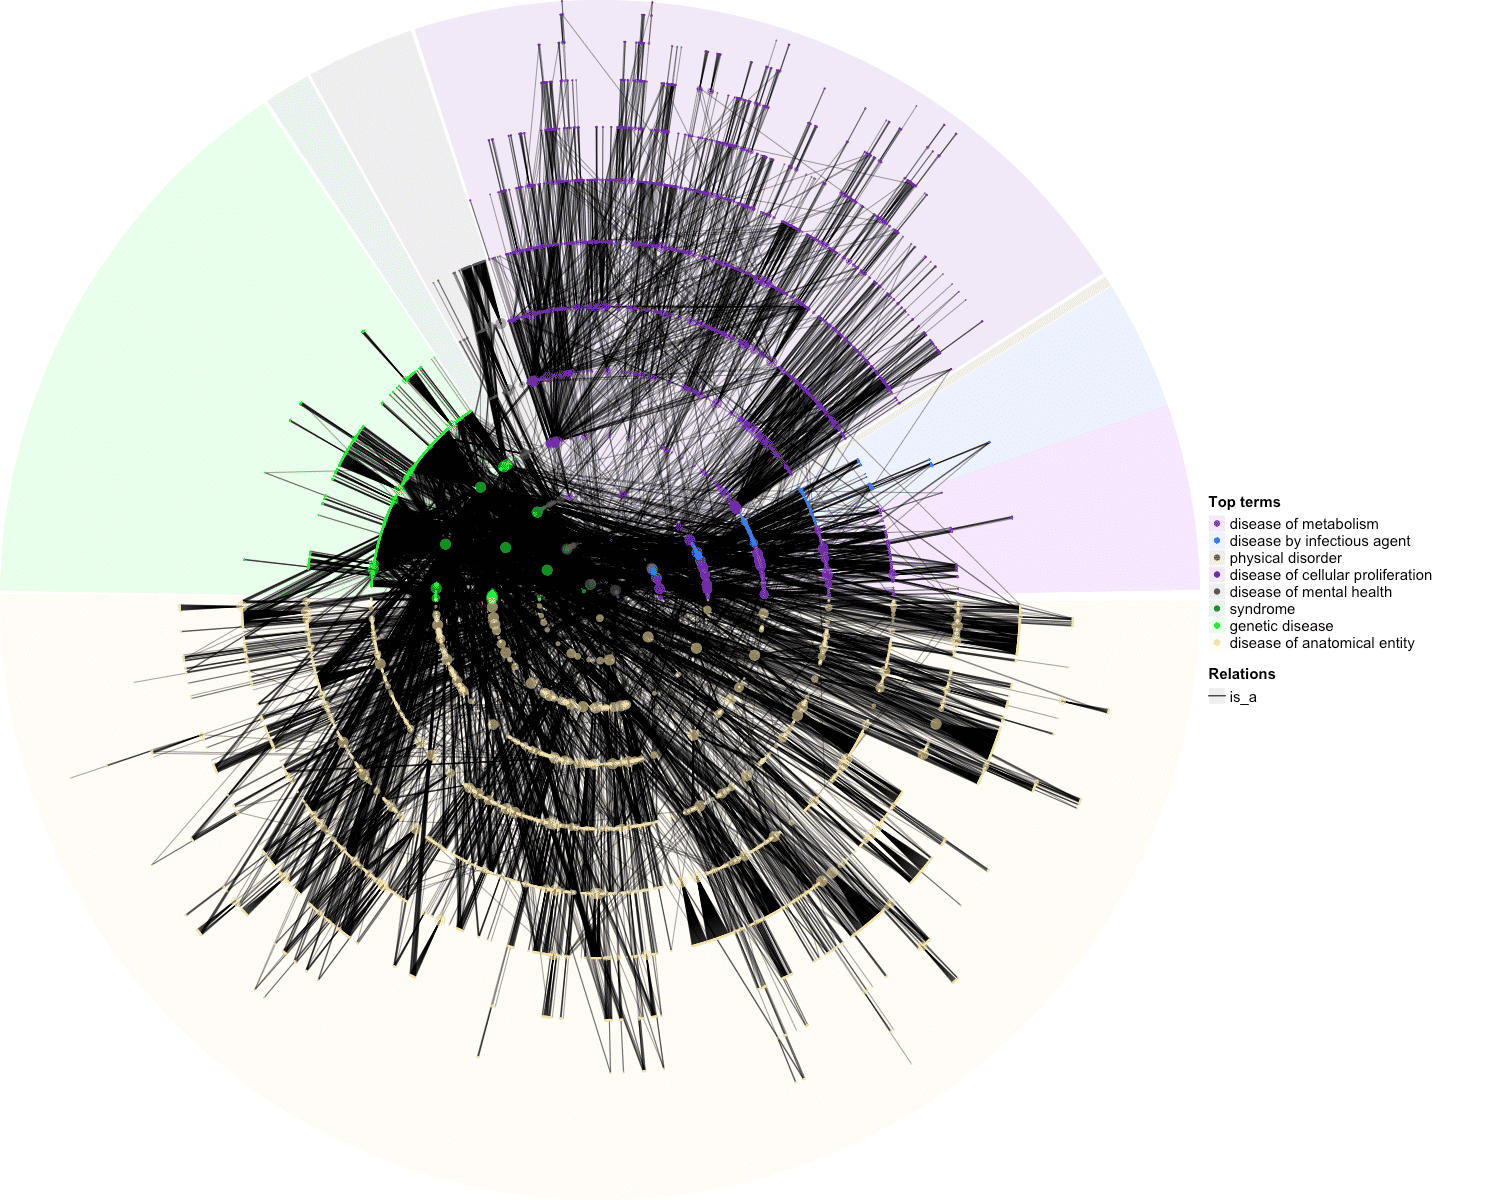 Top terms
disease of metabolism
disease by infectious agent
physical disorder
disease of cellular proliferation
disease of mental health
syndrome
genetic disease
disease of anatomical entity
Relations
is_a